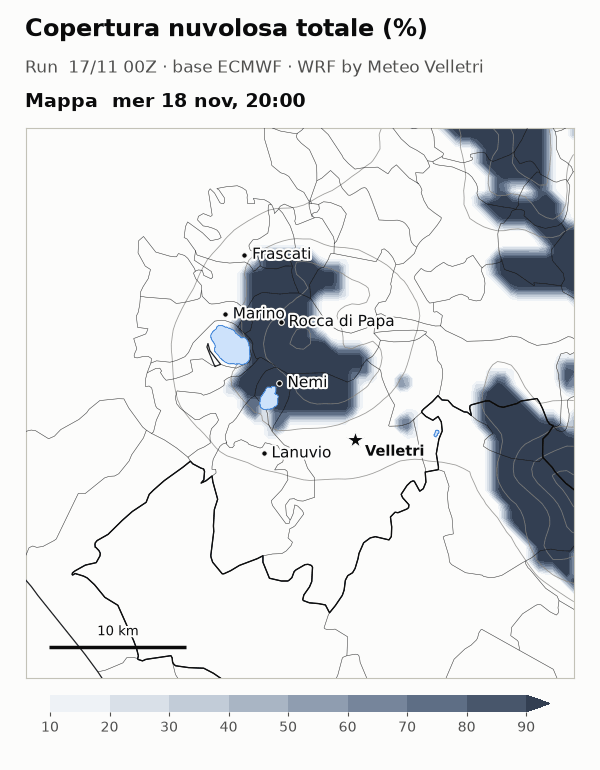 Copertura nuvolosa totale (%)
Run  17/11 00Z · base ECMWF · WRF by Meteo Velletri
Mappa  mer 18 nov, 20:00
Frascati
Marino
Rocca di Papa
Nemi
Velletri
Lanuvio
10 km
10 20 30 40 50 60 70 80 90